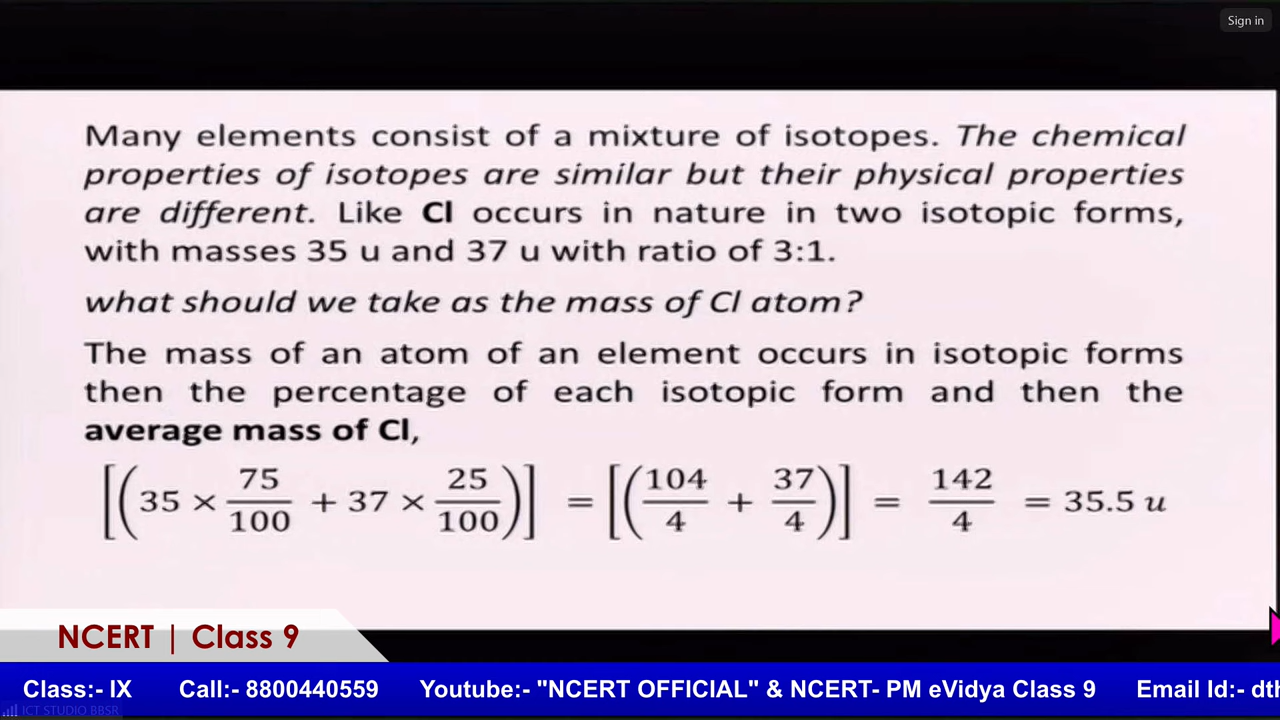 Sign in
Many elements consist of a mixture of isotopes. The chemical
properties of isotopes are similar but their physical properties
are different. Like Cl occurs in nature in two isotopic forms,
with masses 35 u and 37 u with ratio of 3:1.
what should we take as the mass of Cl atom?
The mass of an atom of an element occurs in isotopic forms
then the percentage of each isotopic form and then the
average mass of Cl,
[(35 × 75/100 + 37 × 25/100)] = [(104/4 + 37/4)] = 142/4 = 35.5 u
NCERT | Class 9
Class:- IX Call:- 8800440559 Youtube:- "NCERT OFFICIAL" & NCERT- PM eVidya Class 9 Email Id:- dth
ICT STUDIO BBSR